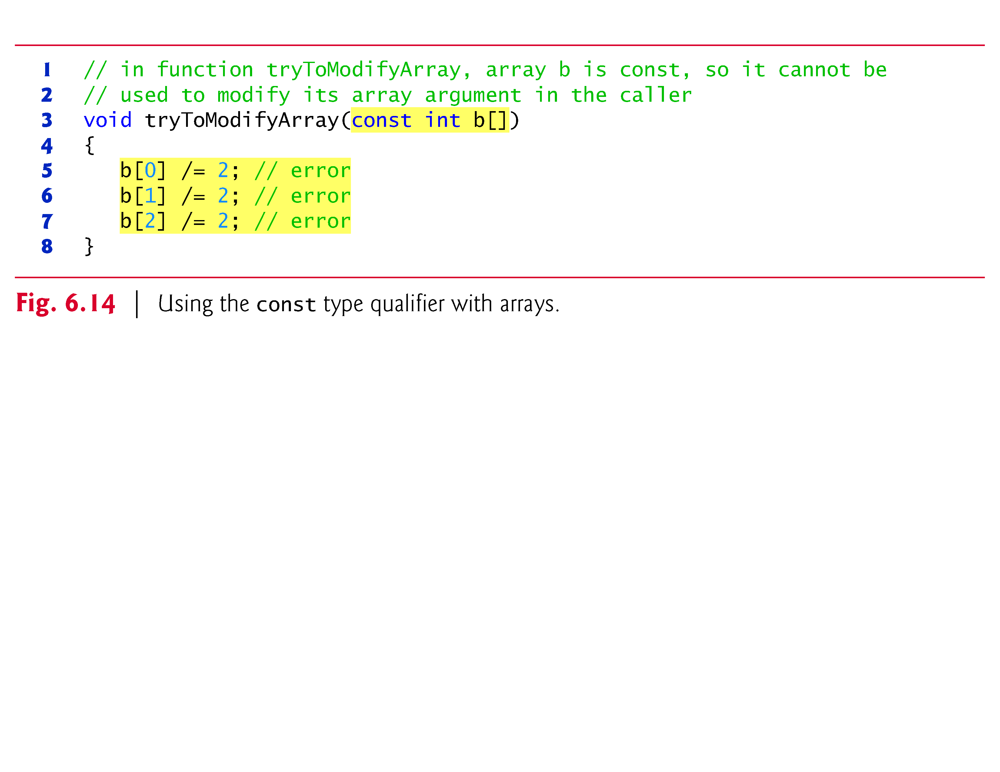 1 // in function tryToModifyArray, array b is const, so it cannot be
2 // used to modify its array argument in the caller
3 void tryToModifyArray(const int b[])
4 {
5 b[0] /= 2; // error
6 b[1] /= 2; // error
7 b[2] /= 2; // error
8 }
Fig. 6.14 | Using the const type qualifier with arrays.